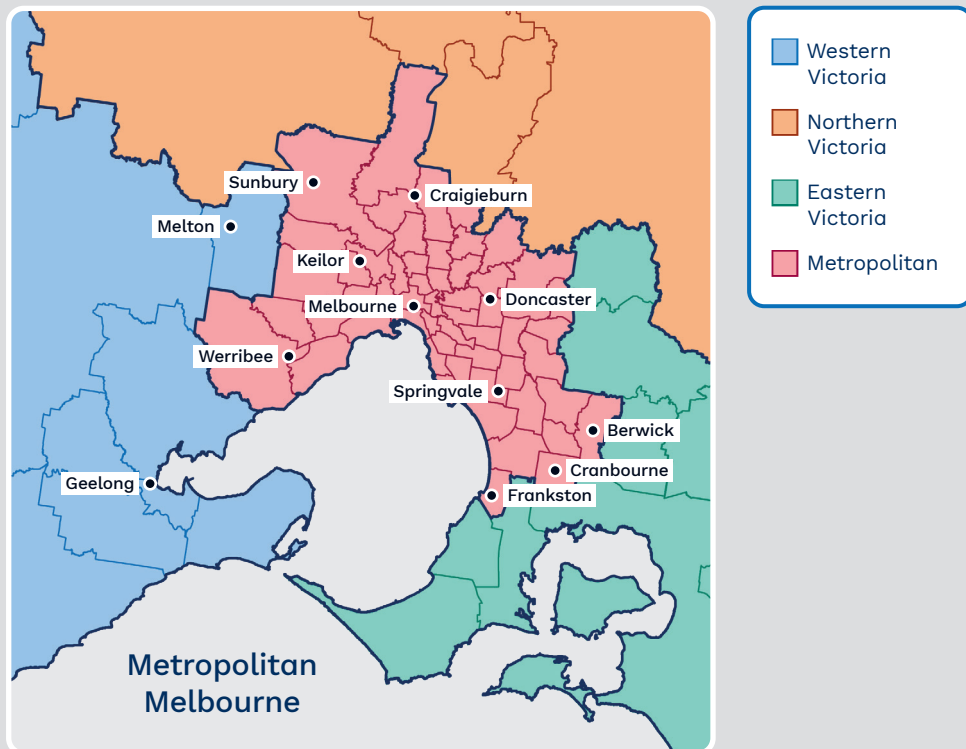 Western
Victoria
Northern
Victoria
Eastern
Victoria
Metropolitan
Sunbury
Craigieburn
Melton
Keilor
Melbourne
Doncaster
Werribee
Springvale
Berwick
Cranbourne
Geelong
Frankston
Metropolitan
Melbourne